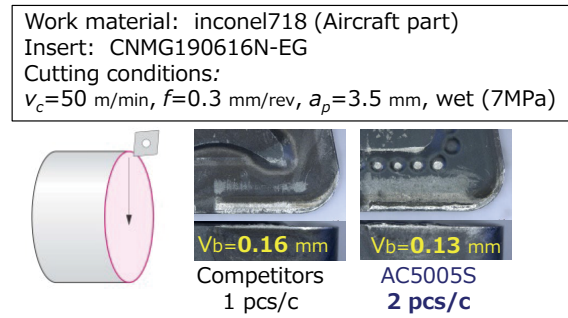 Work material: inconel718 (Aircraft part)
Insert: CNMG190616N-EG
Cutting conditions:
vc=50 m/min, f=0.3 mm/rev, ap=3.5 mm, wet (7MPa)
Vb=0.16 mm
Vb=0.13 mm
Competitors
AC5005S
1 pcs/c
2 pcs/c